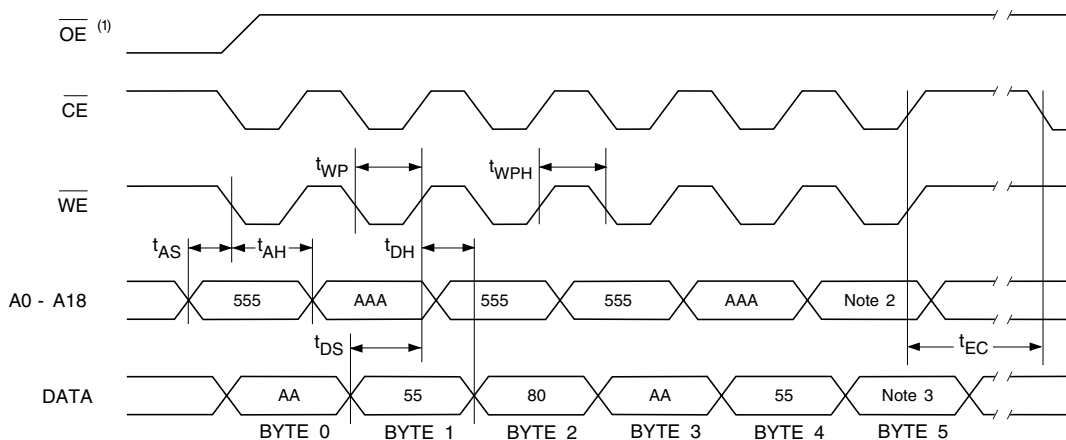 OE (1)
CE
tWP
tWPH
WE
tAS
tAH
tDH
A0 - A18
555
AAA
555
555
AAA
Note 2
tDS
tEC
DATA
AA
55
80
AA
55
Note 3
BYTE 0
BYTE 1
BYTE 2
BYTE 3
BYTE 4
BYTE 5